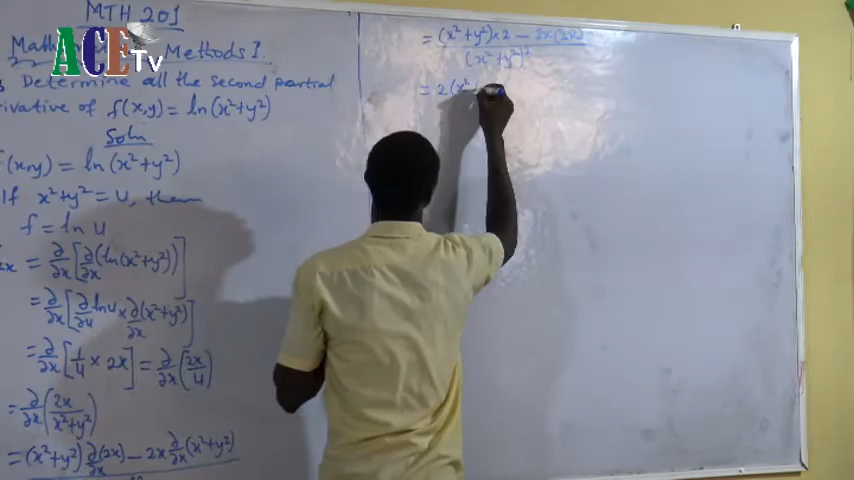 MTH 201
Methods I.
Determine all the second partial
derivative of f(x,y) = ln(x²+y²)
Soln
f(x,y) = ln(x²+y²)
If x²+y² = u, then
f = ln u
= ∂/∂x[∂/∂x(ln(x²+y²))]
= ∂/∂x[∂/∂u ln u × ∂/∂x(x²+y²)]
= ∂/∂x[1/u × 2x] = ∂/∂x(2x/u)
= ∂/∂x(2x/(x²+y²))
= (x²+y²)∂/∂x(2x) - 2x ∂/∂x(x²+y²)
= ((x²+y²)×2 - 2x(2x))/(x²+y²)²
= 2(x²+
ACE TV